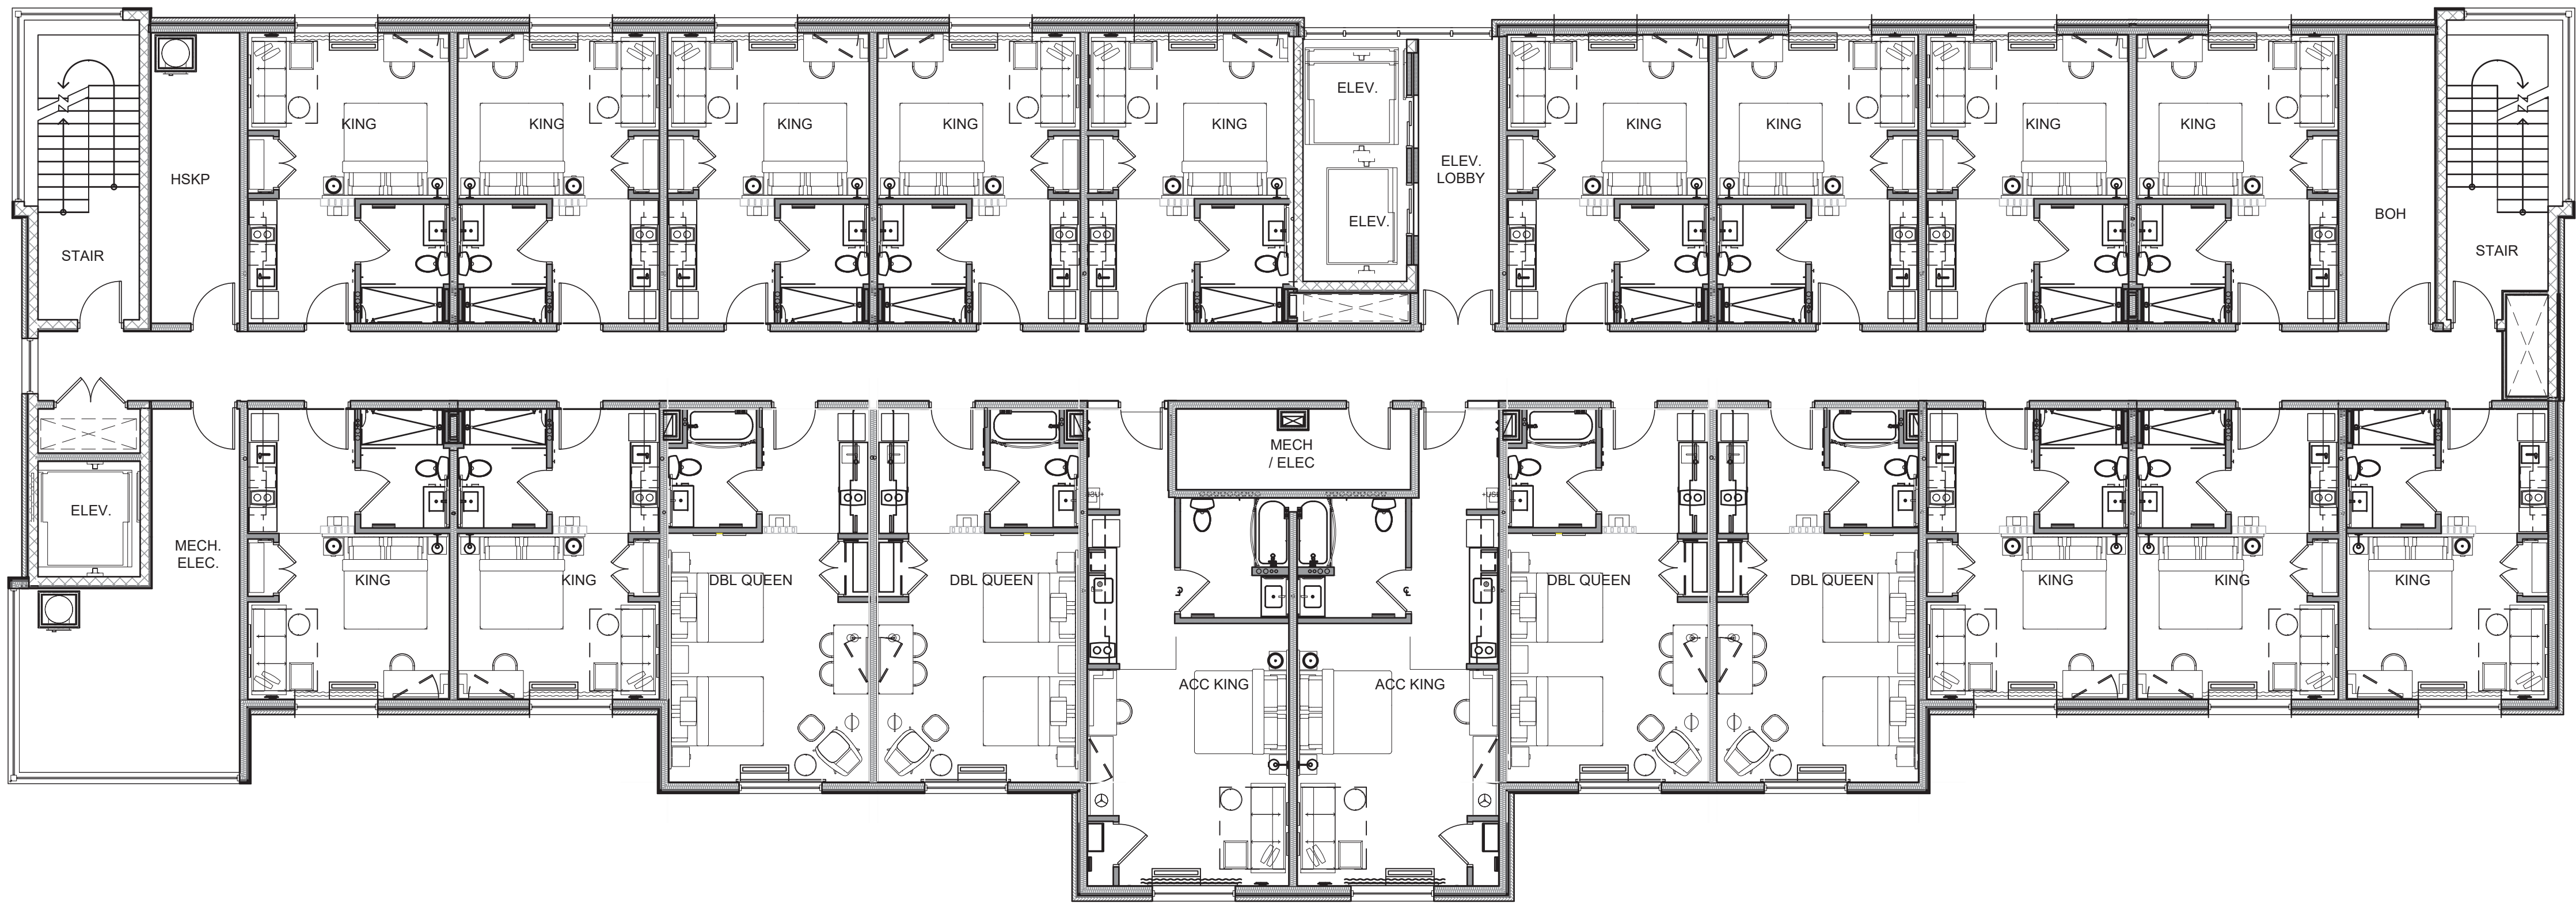 KING
KING
KING
KING
KING
ELEV.
KING
KING
KING
KING
HSKP
ELEV.
LOBBY
ELEV.
BOH
STAIR
STAIR
MECH
/ ELEC
ELEV.
MECH.
ELEC.
KING
KING
DBL QUEEN
DBL QUEEN
DBL QUEEN
DBL QUEEN
KING
KING
KING
ACC KING
ACC KING